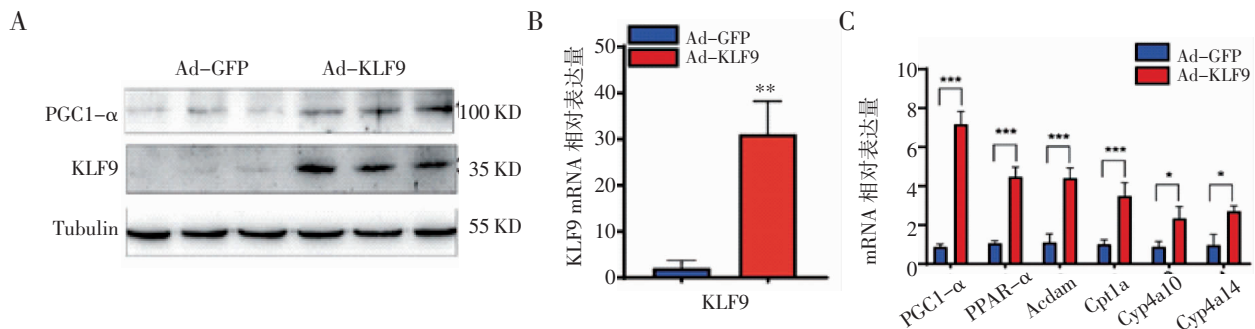 A
Ad-GFP Ad-KLF9
PGC1-α 100 KD
KLF9 35 KD
Tubulin 55 KD
B
Ad-GFP
Ad-KLF9
KLF9 mRNA 相对表达量
50
40
30
20
10
0
**
KLF9
C
Ad-GFP
Ad-KLF9
mRNA 相对表达量
10
8
6
4
2
0
*** *** *** *** * *
PGC1-α PPAR-α Acdam Cpt1a Cyp4a10 Cyp4a14